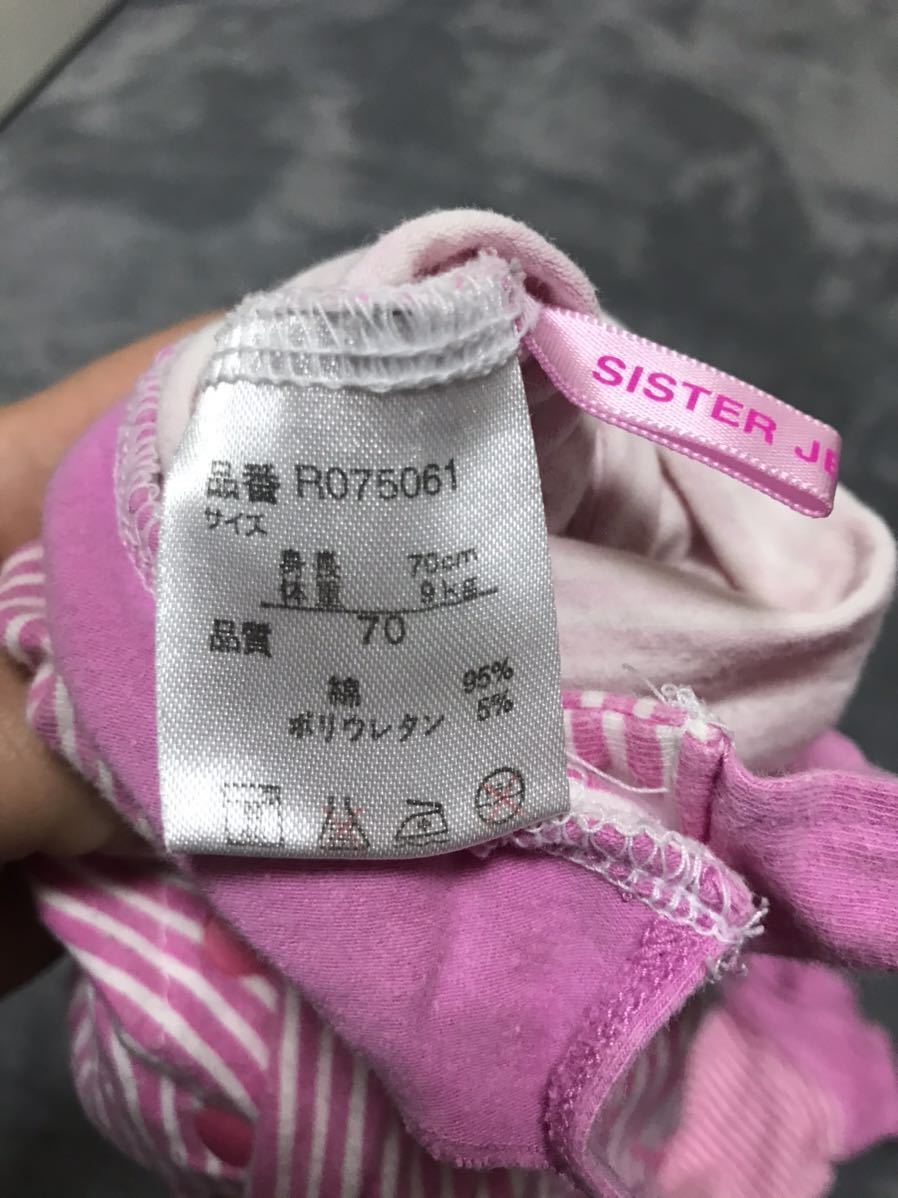 SISTER JE
品番 R075061
サイズ
身長 70cm
体重 9kg
品質 70
綿 95%
ポリウレタン 5%